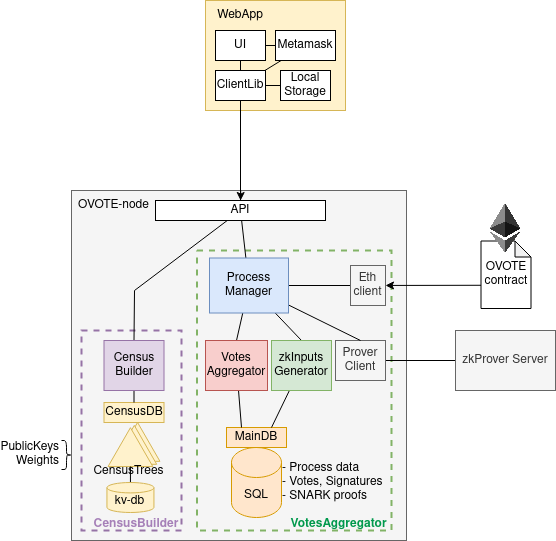 WebApp
UI
Metamask
ClientLib
Local
Storage
OVOTE-node
API
Process
Manager
Eth
client
OVOTE
contract
Census
Builder
Votes
Aggregator
zkInputs
Generator
Prover
Client
zkProver Server
CensusDB
MainDB
PublicKeys
Weights
CensusTrees
kv-db
SQL
- Process data
- Votes, Signatures
- SNARK proofs
CensusBuilder
VotesAggregator